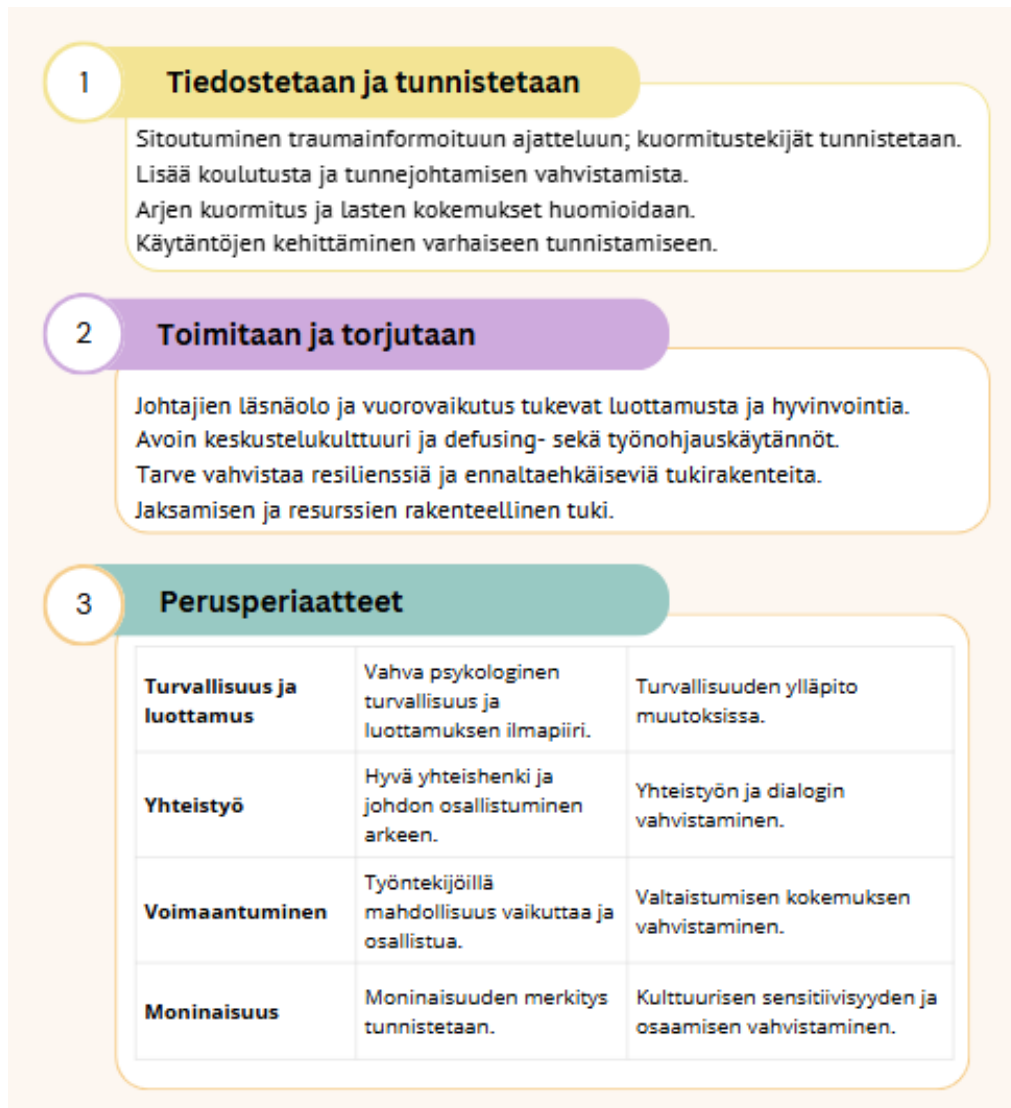 1
Tiedostetaan ja tunnistetaan
Sitoutuminen traumainformoituun ajatteluun; kuormitustekijät tunnistetaan.
Lisää koulutusta ja tunnejohtamisen vahvistamista.
Arjen kuormitus ja lasten kokemukset huomioidaan.
Käytäntöjen kehittäminen varhaiseen tunnistamiseen.
2
Toimitaan ja torjutaan
Johtajien läsnäolo ja vuorovaikutus tukevat luottamusta ja hyvinvointia.
Avoin keskustelukulttuuri ja defusing- sekä työnohjauskäytännöt.
Tarve vahvistaa resilienssiä ja ennaltaehkäiseviä tukirakenteita.
Jaksamisen ja resurssien rakenteellinen tuki.
3
Perusperiaatteet
Turvallisuus ja
luottamus
Vahva psykologinen
turvallisuus ja
luottamuksen ilmapiiri.
Turvallisuuden ylläpito
muutoksissa.
Yhteistyö
Hyvä yhteishenki ja
johdon osallistuminen
arkeen.
Yhteistyön ja dialogin
vahvistaminen.
Voimaantuminen
Työntekijöillä
mahdollisuus vaikuttaa ja
osallistua.
Valtaistumisen kokemuksen
vahvistaminen.
Moninaisuus
Moninaisuuden merkitys
tunnistetaan.
Kulttuurisen sensitiivisyyden ja
osaamisen vahvistaminen.